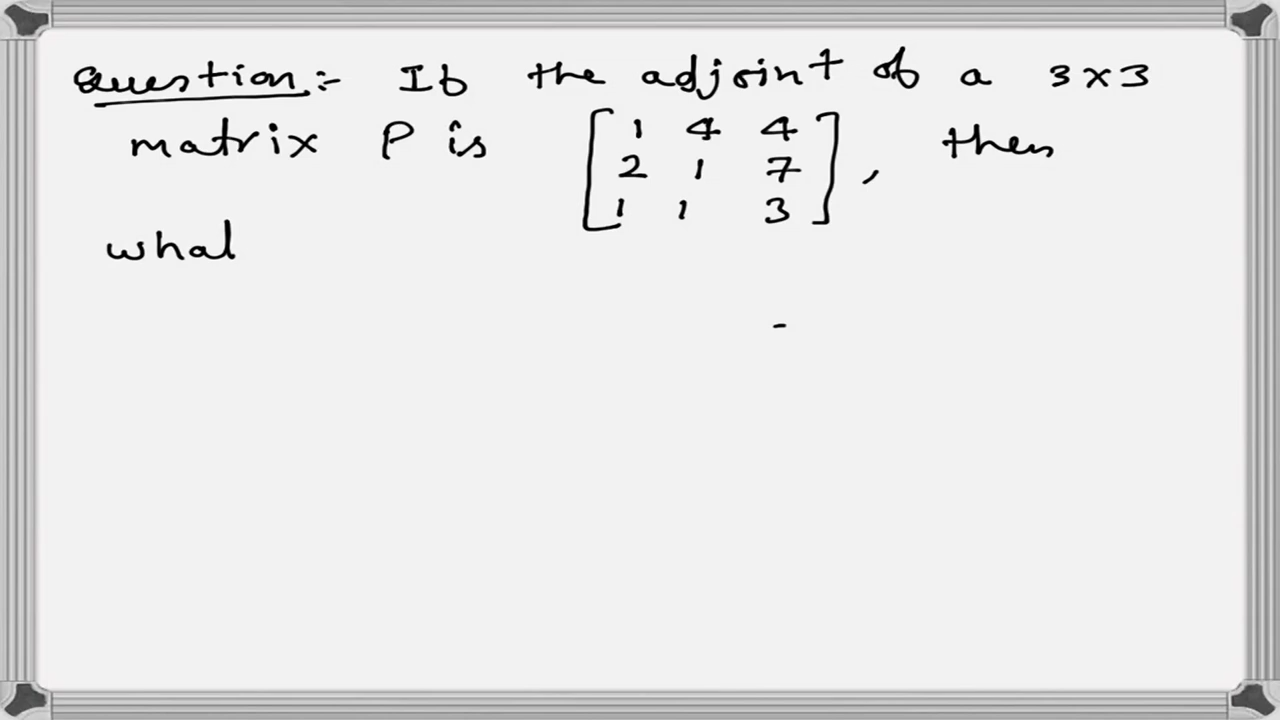 Question:- If the adjoint of a 3x3
matrix P is [1 4 4
2 1 7
1 1 3], then
what
-